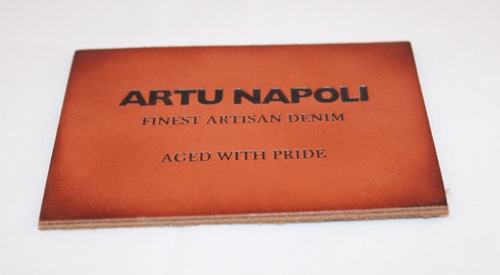 ARTU NAPOLI
FINEST ARTISAN DENIM
AGED WITH PRIDE